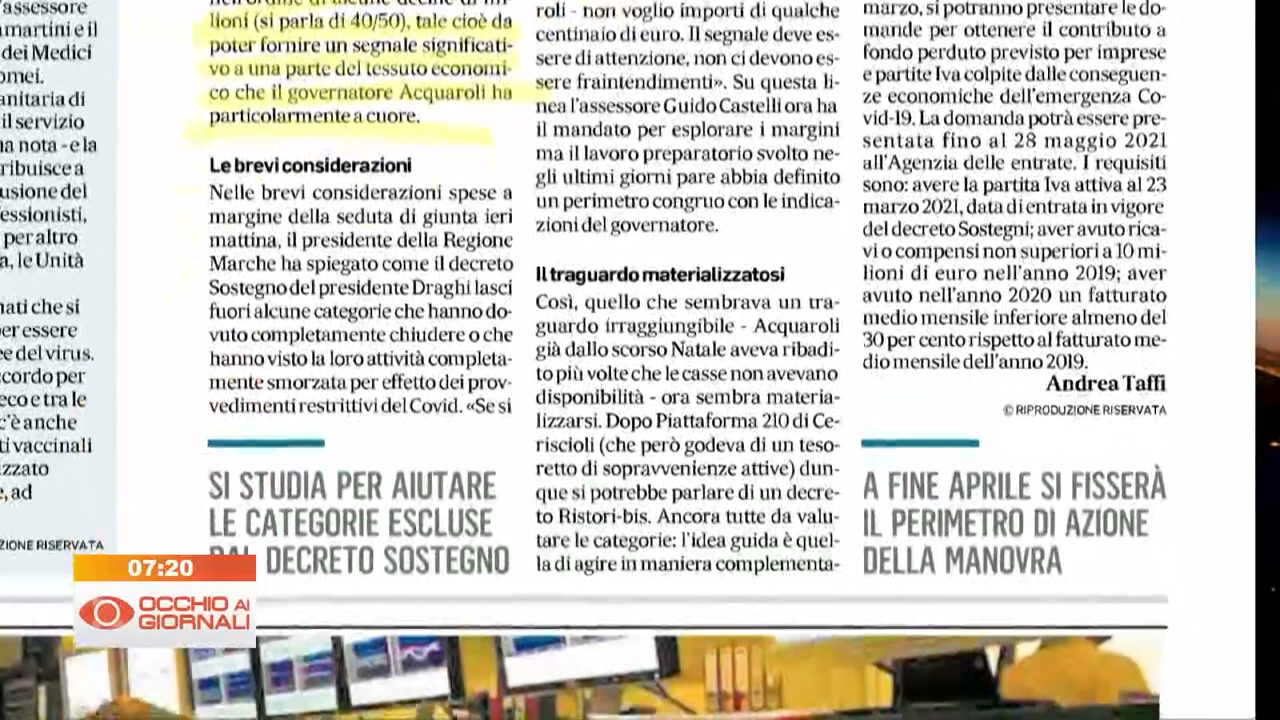 assessore
martini e il
dei Medici
omei.
anitaria di
il servizio
na nota - e la
ribuisce a
usione del
essionisti,
per altro
a, le Unità
nati che si
per essere
ee del virus.
ccordo per
eco e tra le
c'è anche
ti vaccinali
izzato
e, ad
ZIONE RISERVATA
lioni (si parla di 40/50), tale cioè da
poter fornire un segnale significati-
vo a una parte del tessuto economi-
co che il governatore Acquaroli ha
particolarmente a cuore.
Le brevi considerazioni
Nelle brevi considerazioni spese a
margine della seduta di giunta ieri
mattina, il presidente della Regione
Marche ha spiegato come il decreto
Sostegno del presidente Draghi lasci
fuori alcune categorie che hanno do-
vuto completamente chiudere o che
hanno visto la loro attività completa-
mente smorzata per effetto dei prov-
vedimenti restrittivi del Covid. «Se si
SI STUDIA PER AIUTARE
LE CATEGORIE ESCLUSE
DAL DECRETO SOSTEGNO
roli - non voglio importi di qualche
centinaio di euro. Il segnale deve es-
sere di attenzione, non ci devono es-
sere fraintendimenti». Su questa li-
nea l'assessore Guido Castelli ora ha
il mandato per esplorare i margini
ma il lavoro preparatorio svolto ne-
gli ultimi giorni pare abbia definito
un perimetro congruo con le indica-
zioni del governatore.
Il traguardo materializzatosi
Così, quello che sembrava un tra-
guardo irraggiungibile - Acquaroli
già dallo scorso Natale aveva ribadi-
to più volte che le casse non avevano
disponibilità - ora sembra materia-
lizzarsi. Dopo Piattaforma 210 di Ce-
riscioli (che però godeva di un teso-
retto di sopravvenienze attive) dun-
que si potrebbe parlare di un decre-
to Ristori-bis. Ancora tutte da valu-
tare le categorie: l'idea guida è quel-
la di agire in maniera complementa-
marzo, si potranno presentare le do-
mande per ottenere il contributo a
fondo perduto previsto per imprese
e partite Iva colpite dalle conseguen-
ze economiche dell'emergenza Co-
vid-19. La domanda potrà essere pre-
sentata fino al 28 maggio 2021
all'Agenzia delle entrate. I requisiti
sono: avere la partita Iva attiva al 23
marzo 2021, data di entrata in vigore
del decreto Sostegni; aver avuto rica-
vi o compensi non superiori a 10 mi-
lioni di euro nell'anno 2019; aver
avuto nell'anno 2020 un fatturato
medio mensile inferiore almeno del
30 per cento rispetto al fatturato me-
dio mensile dell'anno 2019.
Andrea Taffi
© RIPRODUZIONE RISERVATA
A FINE APRILE SI FISSERÀ
IL PERIMETRO DI AZIONE
DELLA MANOVRA
07:20
OCCHIO AI
GIORNALI